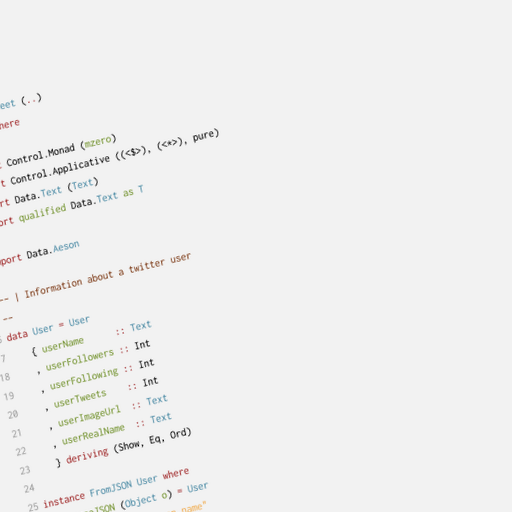 eet (..)
here
t Control.Monad (mzero)
rt Control.Applicative ((<$>), (<*>), pure)
rt Data.Text (Text)
ort qualified Data.Text as T
port Data.Aeson
-- | Information about a twitter user
--
data User = User
{ userName :: Text
18 , userFollowers :: Int
19 , userFollowing :: Int
20 , userTweets :: Int
21 , userImageUrl :: Text
22 , userRealName :: Text
23 } deriving (Show, Eq, Ord)
24
25 instance FromJSON User where
JSON (Object o) = User
name"